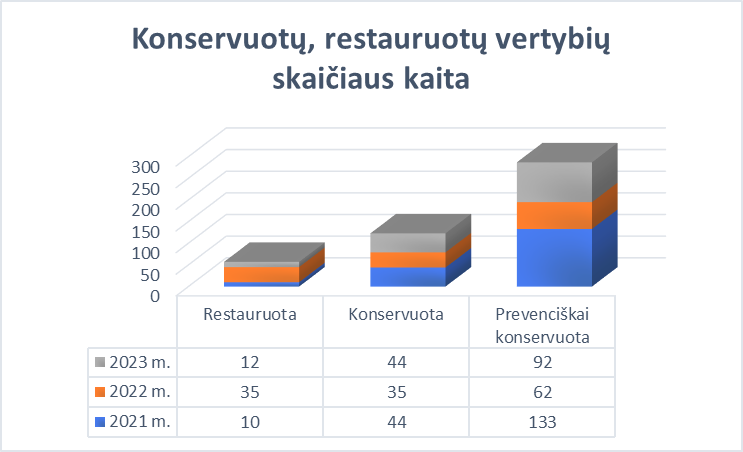 Konservuotų, restauruotų vertybių
skaičiaus kaita
300
250
200
150
100
50
0
Restauruota Konservuota Prevenciškai
konservuota
2023 m. 12 44 92
2022 m. 35 35 62
2021 m. 10 44 133